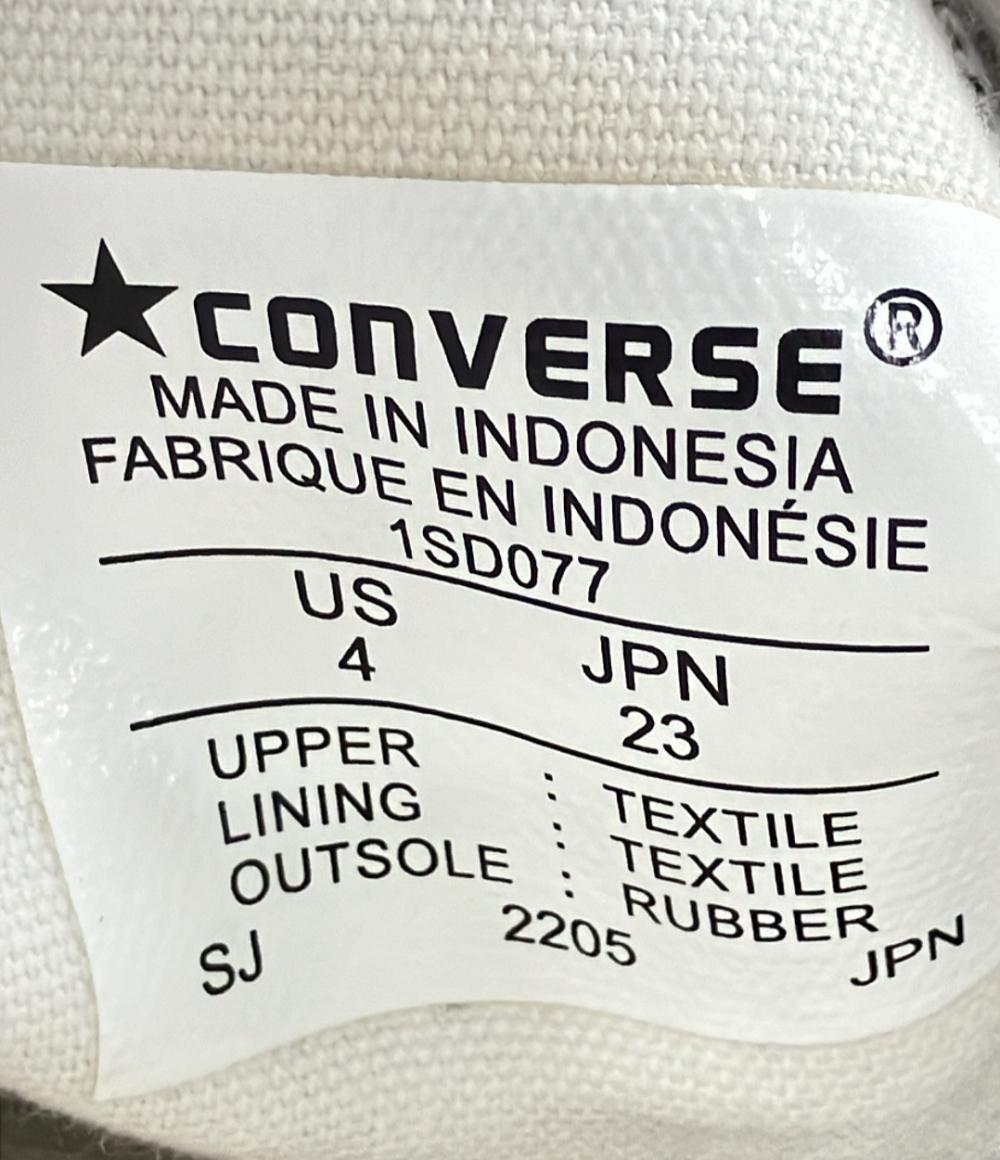 ★CONVERSE®
MADE IN INDONESIA
FABRIQUE EN INDONÉSIE
1SD077
US JPN
4 23
UPPER : TEXTILE
LINING : TEXTILE
OUTSOLE : RUBBER
SJ 2205 JPN